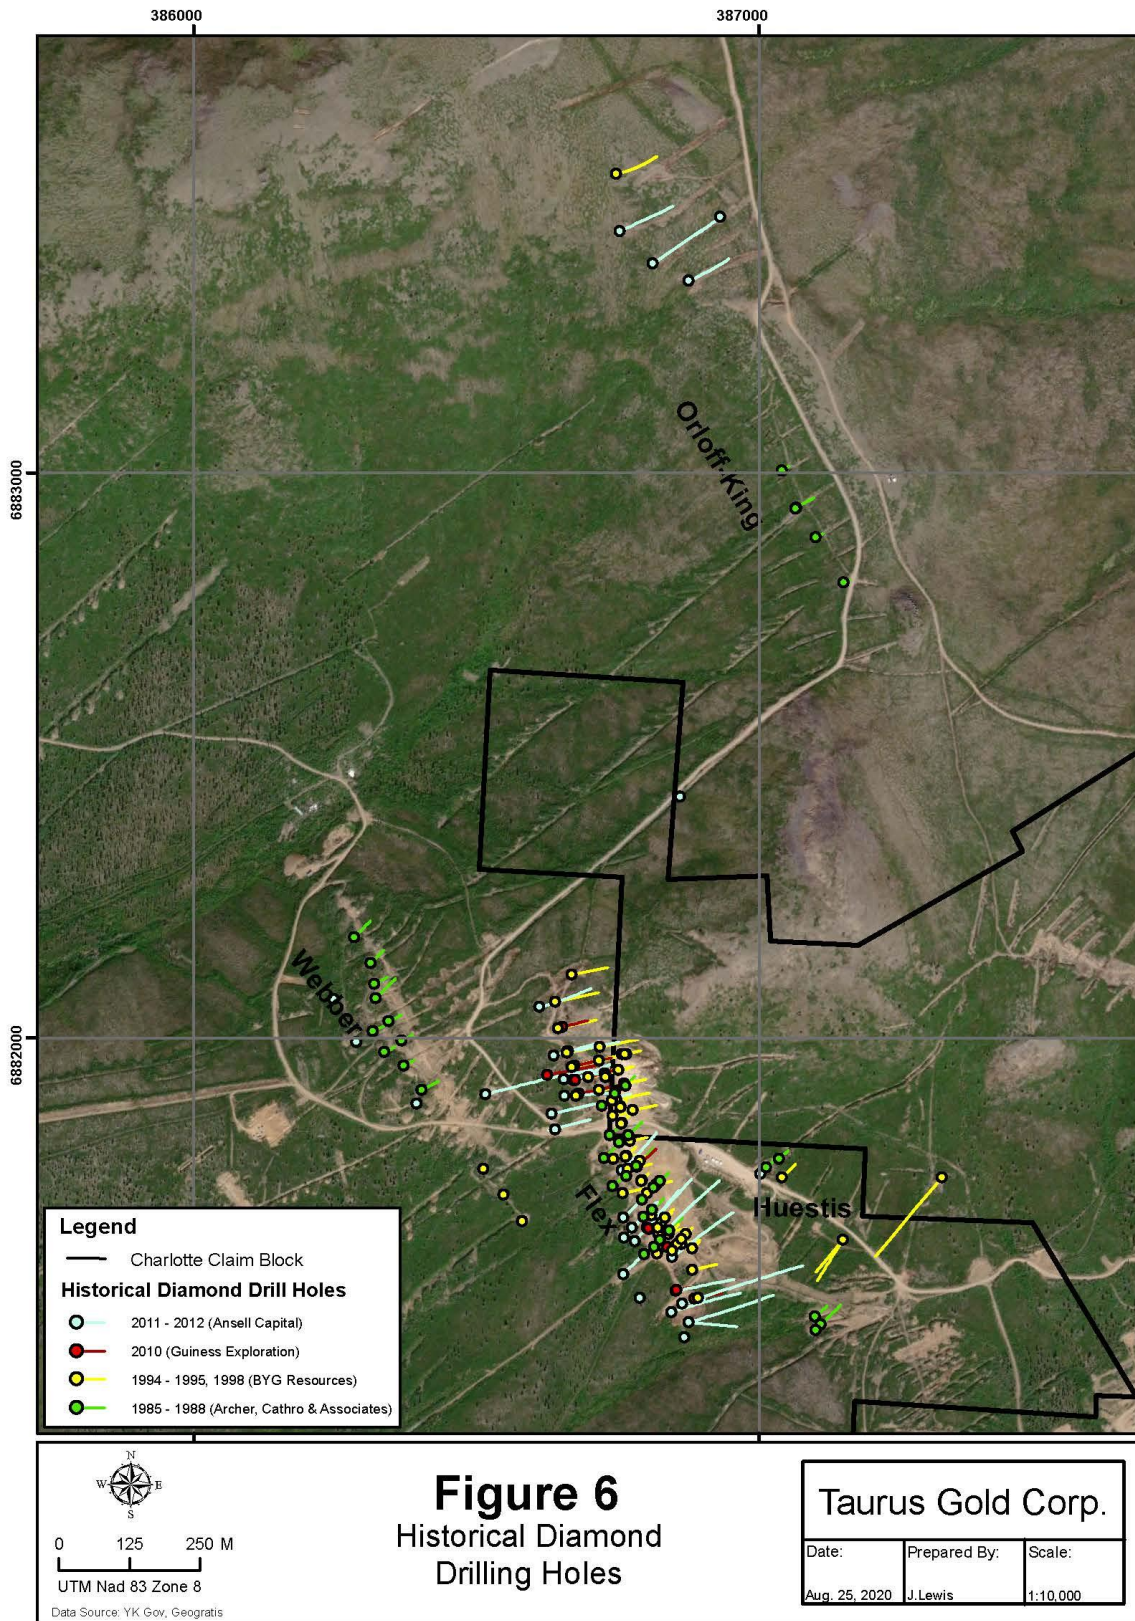 386000
387000
6883000
6882000
Orloff-King
Webber
Flex
Huestis
Legend
Charlotte Claim Block
Historical Diamond Drill Holes
2011 - 2012 (Ansell Capital)
2010 (Guiness Exploration)
1994 - 1995, 1998 (BYG Resources)
1985 - 1988 (Archer, Cathro & Associates)
N
W
E
S
0 125 250 M
UTM Nad 83 Zone 8
Data Source: YK Gov, Geogratis
Figure 6
Historical Diamond
Drilling Holes
Taurus Gold Corp.
Date:
Aug. 25, 2020
Prepared By:
J.Lewis
Scale:
1:10,000